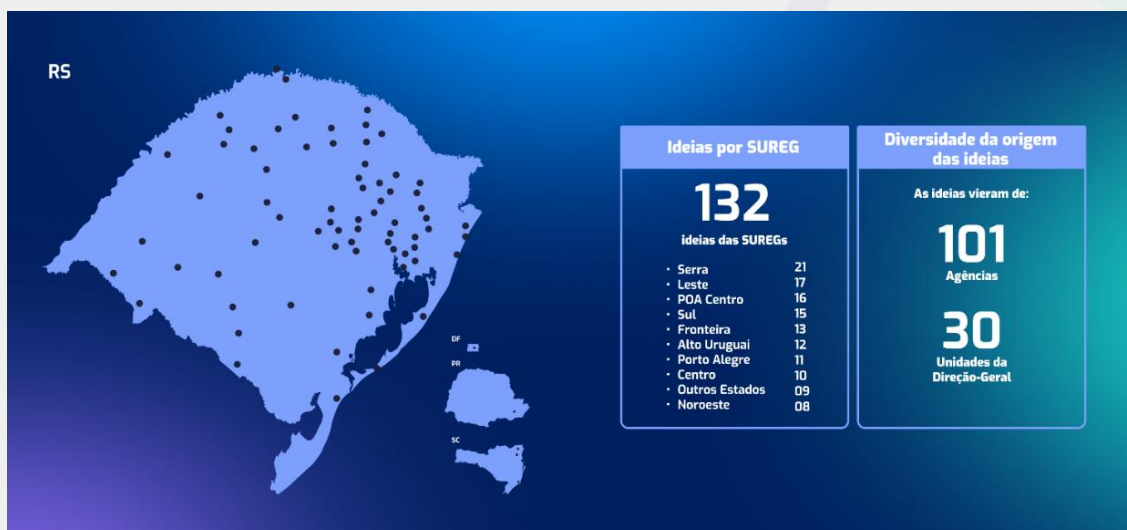 RS
DF
PR
SC
Ideias por SUREG
132
ideias das SUREGs
• Serra 21
• Leste 17
• POA Centro 16
• Sul 15
• Fronteira 13
• Alto Uruguai 12
• Porto Alegre 11
• Centro 10
• Outros Estados 09
• Noroeste 08
Diversidade da origem
das ideias
As ideias vieram de:
101
Agências
30
Unidades da
Direção-Geral